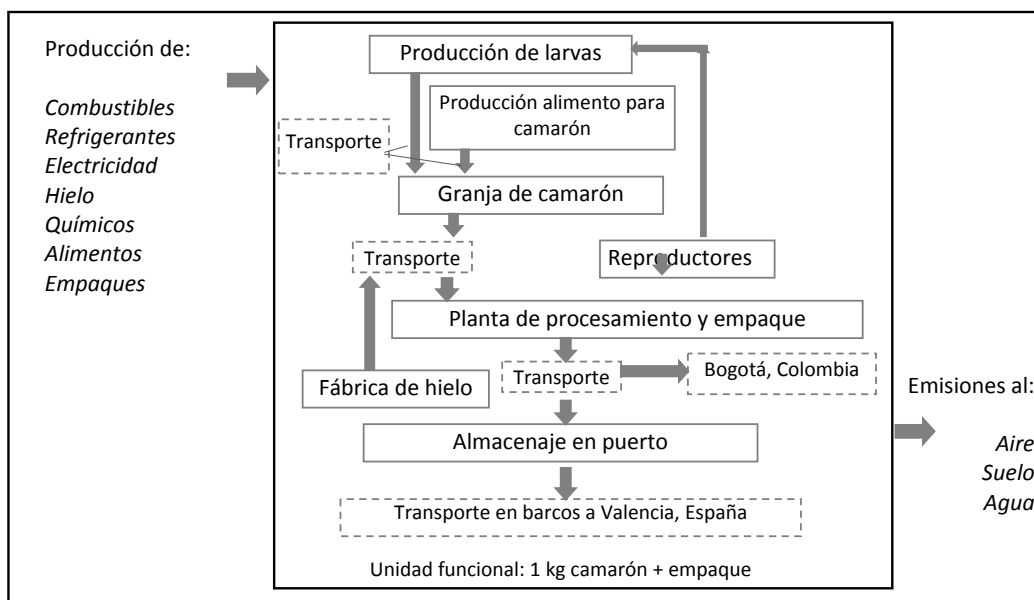 Producción de:
Combustibles
Refrigerantes
Electricidad
Hielo
Químicos
Alimentos
Empaques
Producción de larvas
Producción alimento para
camarón
Transporte
Granja de camarón
Transporte
Reproductores
Planta de procesamiento y empaque
Fábrica de hielo
Transporte
Bogotá, Colombia
Almacenaje en puerto
Transporte en barcos a Valencia, España
Unidad funcional: 1 kg camarón + empaque
Emisiones al:
Aire
Suelo
Agua